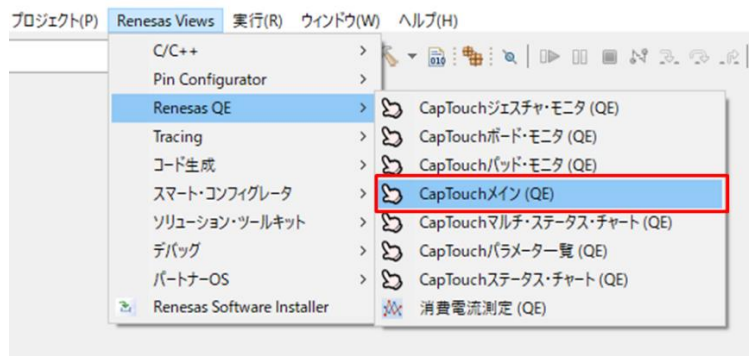 プロジェクト(P) Renesas Views 実行(R) ウィンドウ(W) ヘルプ(H)
C/C++
Pin Configurator
Renesas QE
Tracing
コード生成
スマート・コンフィグレータ
ソリューション・ツールキット
デバッグ
パートナーOS
Renesas Software Installer
CapTouchジェスチャ・モニタ (QE)
CapTouchボード・モニタ (QE)
CapTouchパッド・モニタ (QE)
CapTouchメイン (QE)
CapTouchマルチ・ステータス・チャート (QE)
CapTouchパラメーター覧 (QE)
CapTouchステータス・チャート (QE)
消費電流測定 (QE)
010